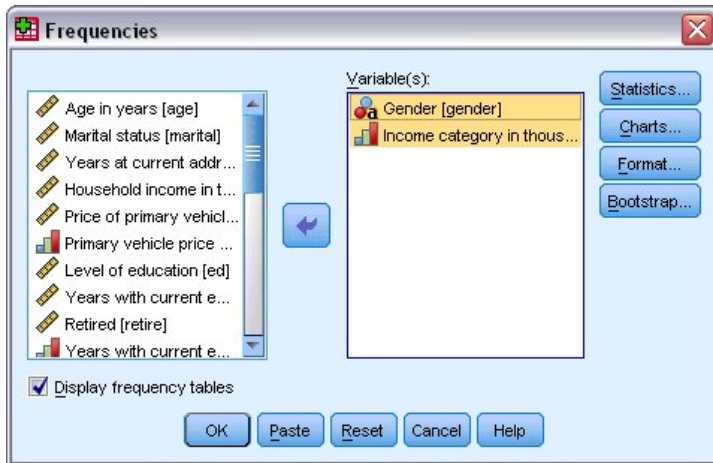 Frequencies
Age in years [age]
Marital status [marital]
Years at current addr...
Household income in t...
Price of primary vehicl...
Primary vehicle price ...
Level of education [ed]
Years with current e...
Retired [retire]
Years with current e...
Variable(s):
Gender [gender]
Income category in thous...
Statistics...
Charts...
Format...
Bootstrap...
Display frequency tables
OK
Paste
Reset
Cancel
Help